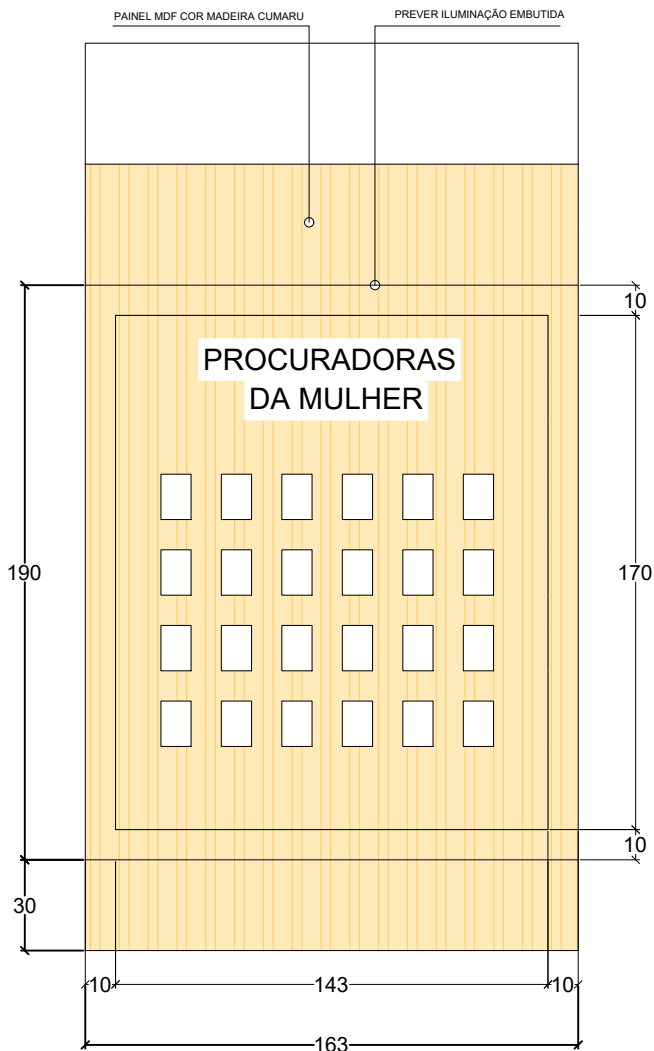 PAINEL MDF COR MADEIRA CUMARU
PREVER ILUMINAÇÃO EMBUTIDA
10
PROCURADORAS
DA MULHER
190
170
10
30
10
143
10
163